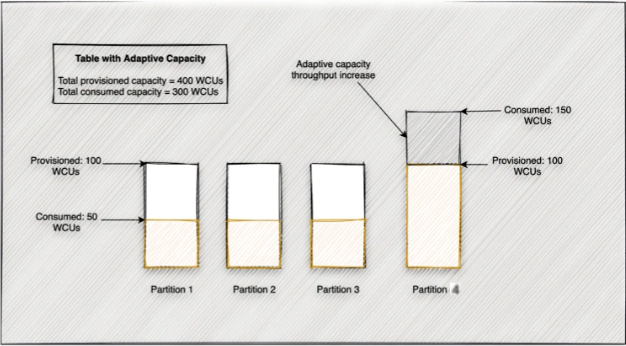 Table with Adaptive Capacity
Total provisioned capacity = 400 WCUs
Total consumed capacity = 300 WCUs
Adaptive capacity
throughput increase
Consumed: 150
WCUs
Provisioned: 100
WCUs
Provisioned: 100
WCUs
Consumed: 50
WCUs
Partition 1
Partition 2
Partition 3
Partition 4